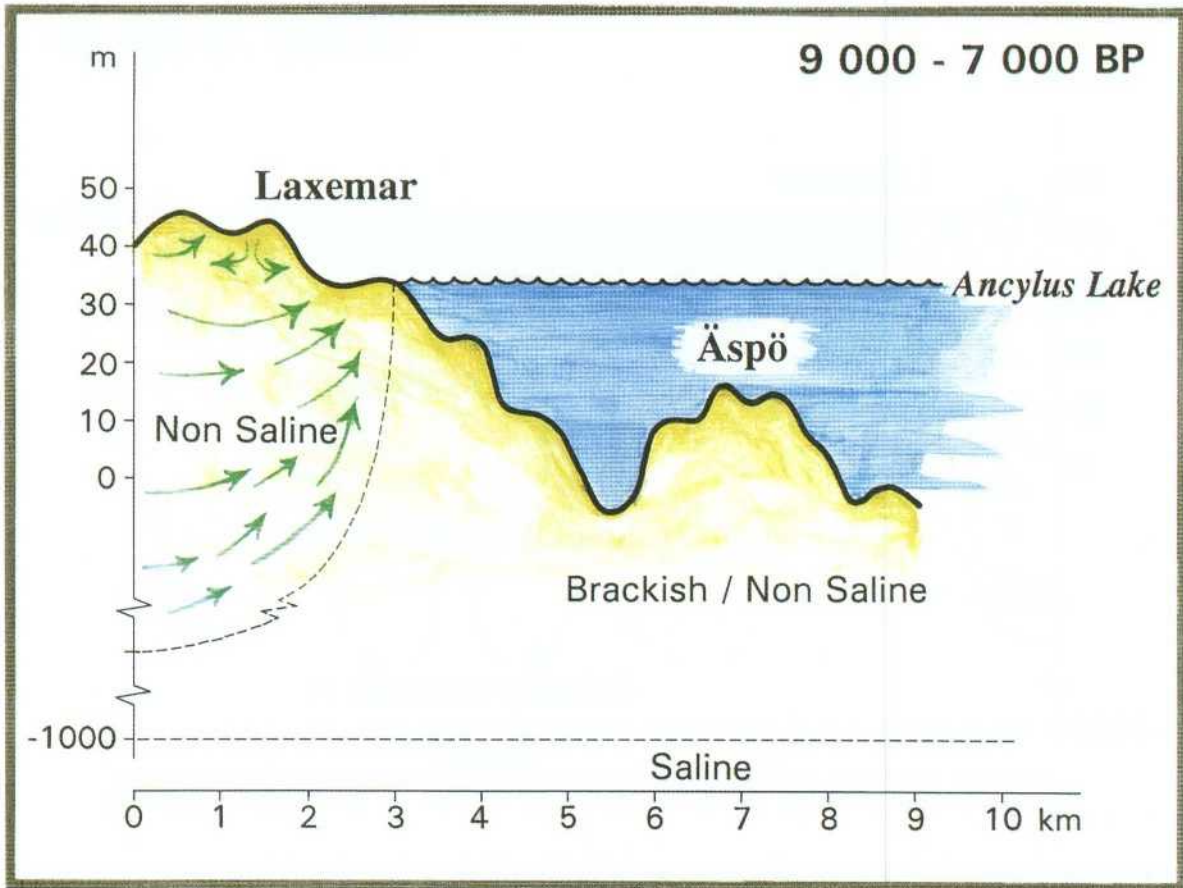 9 000 - 7 000 BP
m
50
40
30
20
10
0
-1000
Laxemar
Ancylus Lake
Äspö
Non Saline
Brackish / Non Saline
Saline
0 1 2 3 4 5 6 7 8 9 10 km